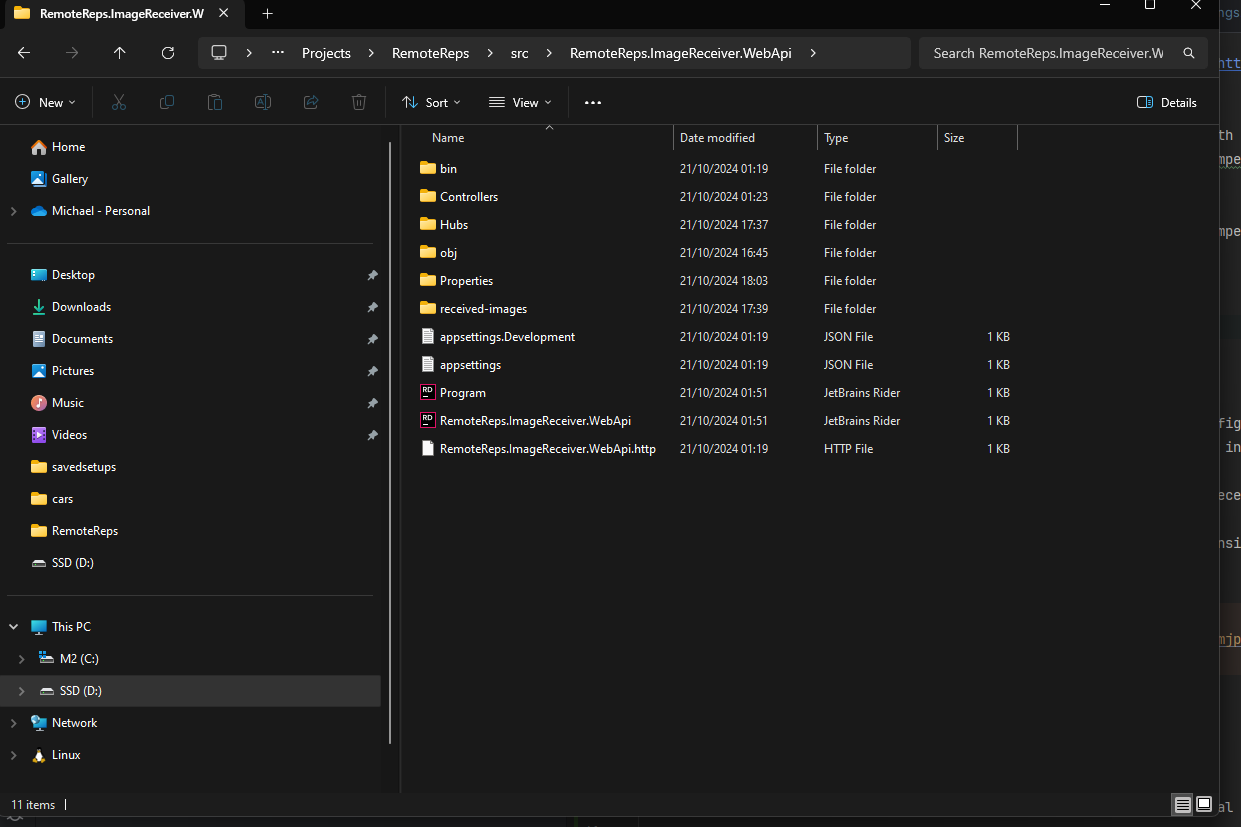 RemoteReps.ImageReceiver.W
Projects RemoteReps src RemoteReps.ImageReceiver.WebApi
Search RemoteReps.ImageReceiver.W
New Sort View Details
Home
Gallery
Michael - Personal
Desktop
Downloads
Documents
Pictures
Music
Videos
savedsetups
cars
RemoteReps
SSD (D:)
This PC
M2 (C:)
SSD (D:)
Network
Linux
Name Date modified Type Size
bin 21/10/2024 01:19 File folder
Controllers 21/10/2024 01:23 File folder
Hubs 21/10/2024 17:37 File folder
obj 21/10/2024 16:45 File folder
Properties 21/10/2024 18:03 File folder
received-images 21/10/2024 17:39 File folder
appsettings.Development 21/10/2024 01:19 JSON File 1 KB
appsettings 21/10/2024 01:19 JSON File 1 KB
RD Program 21/10/2024 01:51 JetBrains Rider 1 KB
RD RemoteReps.ImageReceiver.WebApi 21/10/2024 01:51 JetBrains Rider 1 KB
RemoteReps.ImageReceiver.WebApi.http 21/10/2024 01:19 HTTP File 1 KB
11 items
ngs
htt
th
mpe
mpe
fig
in
ece
nsi
mjp
al